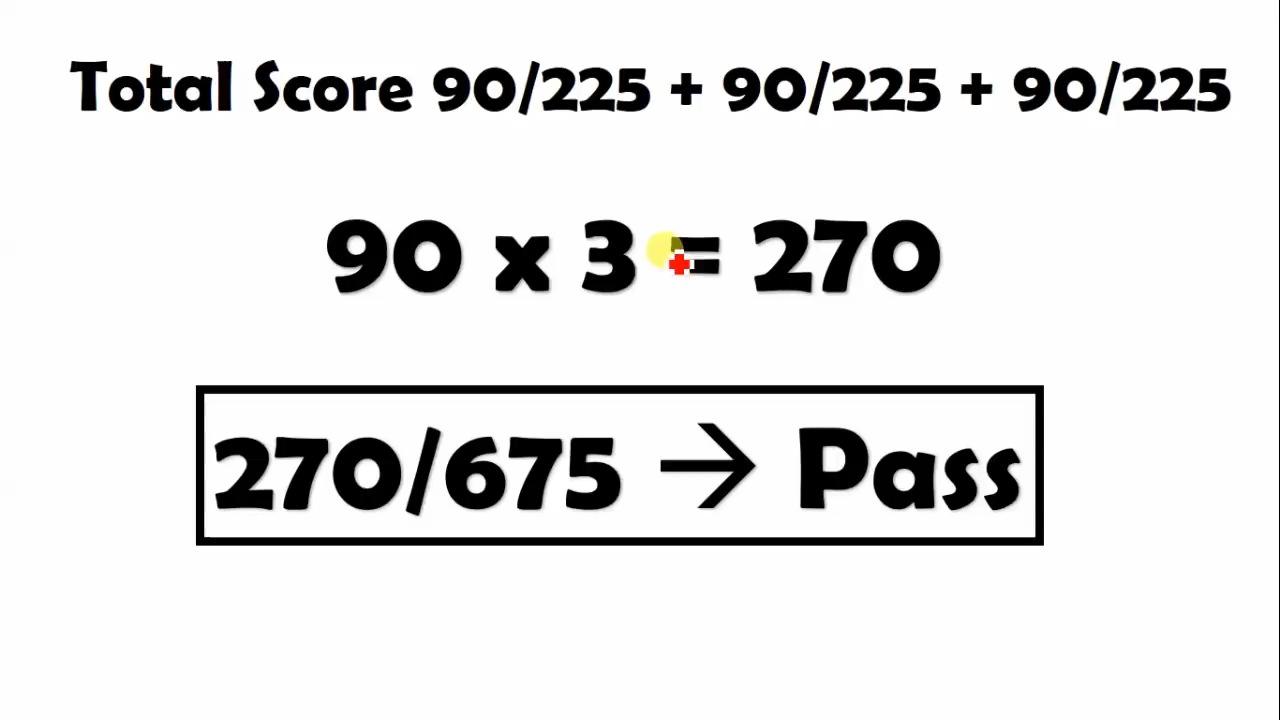 Total Score 90/225 + 90/225 + 90/225
90 x 3 = 270
270/675 → Pass